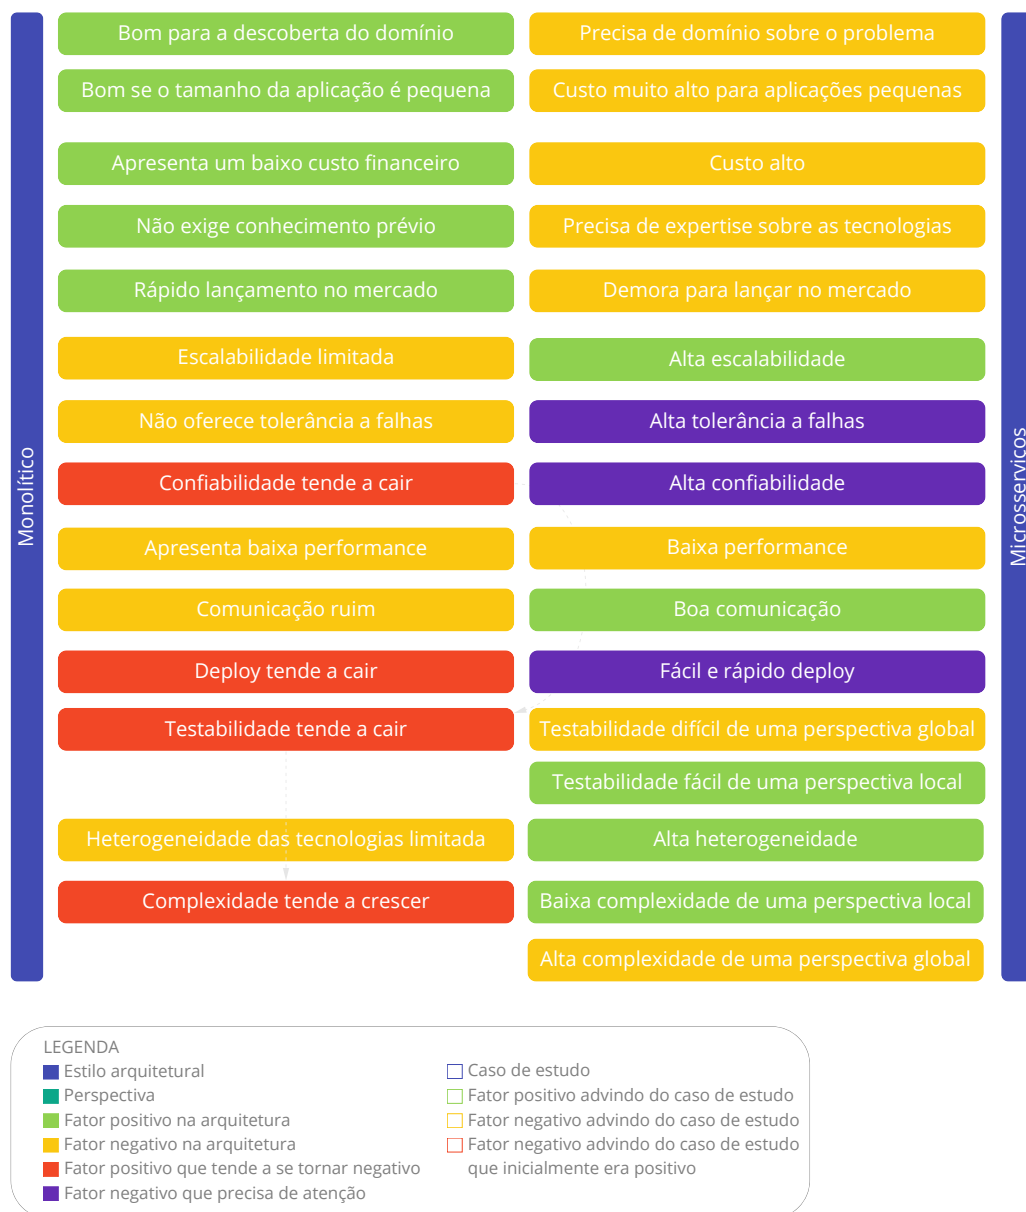 Monolítico
Bom para a descoberta do domínio
Precisa de domínio sobre o problema
Bom se o tamanho da aplicação é pequena
Custo muito alto para aplicações pequenas
Apresenta um baixo custo financeiro
Custo alto
Não exige conhecimento prévio
Precisa de expertise sobre as tecnologias
Rápido lançamento no mercado
Demora para lançar no mercado
Escalabilidade limitada
Alta escalabilidade
Não oferece tolerância a falhas
Alta tolerância a falhas
Confiabilidade tende a cair
Alta confiabilidade
Apresenta baixa performance
Baixa performance
Comunicação ruim
Boa comunicação
Deploy tende a cair
Fácil e rápido deploy
Testabilidade tende a cair
Testabilidade difícil de uma perspectiva global
Testabilidade fácil de uma perspectiva local
Heterogeneidade das tecnologias limitada
Alta heterogeneidade
Complexidade tende a crescer
Baixa complexidade de uma perspectiva local
Alta complexidade de uma perspectiva global
Microsserviços
LEGENDA
Estilo arquitetural
Perspectiva
Fator positivo na arquitetura
Fator negativo na arquitetura
Fator positivo que tende a se tornar negativo
Fator negativo que precisa de atenção
Caso de estudo
Fator positivo advindo do caso de estudo
Fator negativo advindo do caso de estudo
Fator negativo advindo do caso de estudo
que inicialmente era positivo